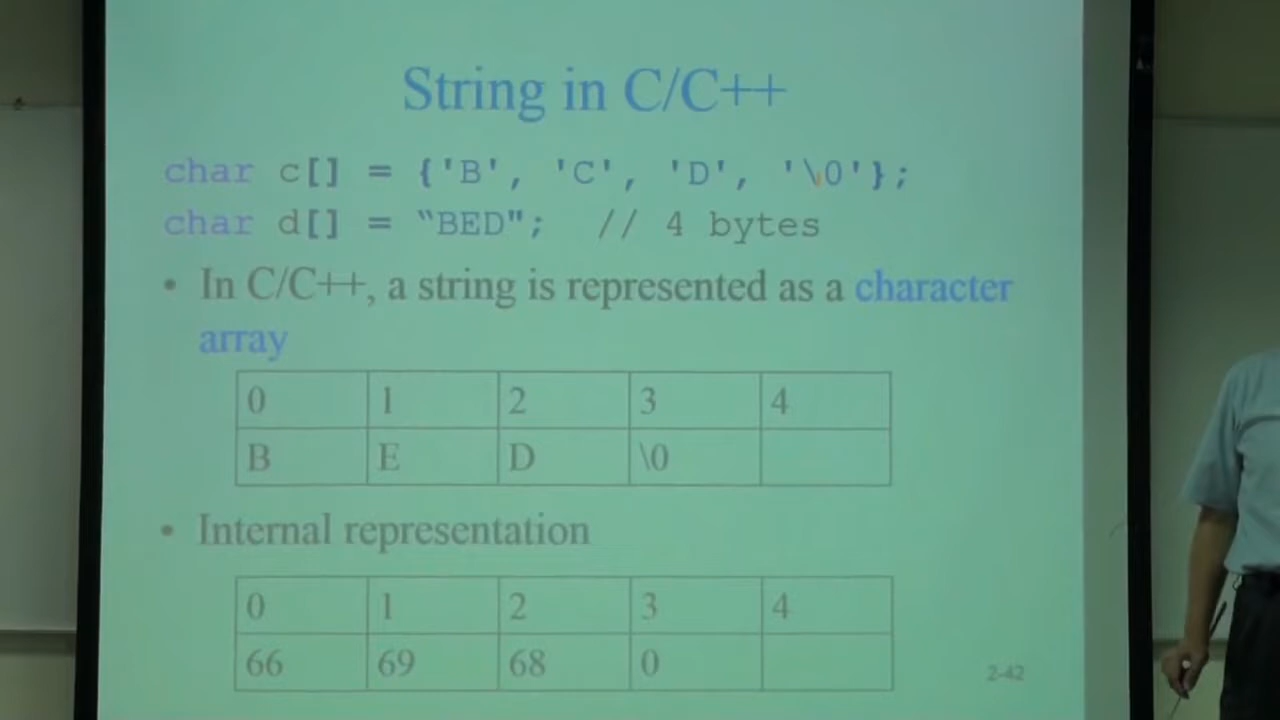 String in C/C++
char c[] = {'B', 'C', 'D', '\0'};
char d[] = “BED"; // 4 bytes
• In C/C++, a string is represented as a character
array
0 1 2 3 4
B E D \0
• Internal representation
0 1 2 3 4
66 69 68 0
2-42